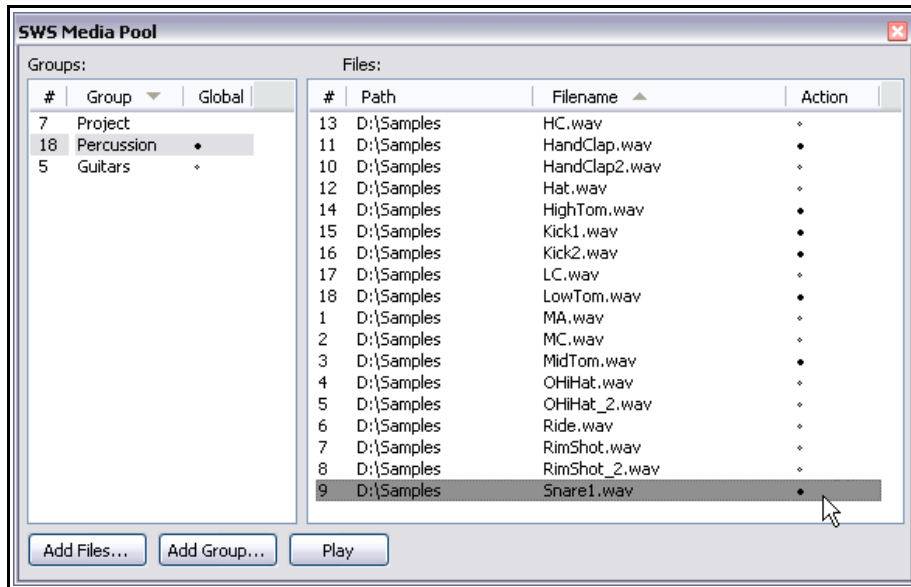 SWS Media Pool
Groups:
# Group Global
7 Project
18 Percussion •
5 Guitars ◦
Files:
# Path Filename Action
13 D:\Samples HC.wav ◦
11 D:\Samples HandClap.wav •
10 D:\Samples HandClap2.wav ◦
12 D:\Samples Hat.wav ◦
14 D:\Samples HighTom.wav •
15 D:\Samples Kick1.wav •
16 D:\Samples Kick2.wav •
17 D:\Samples LC.wav ◦
18 D:\Samples LowTom.wav •
1 D:\Samples MA.wav ◦
2 D:\Samples MC.wav ◦
3 D:\Samples MidTom.wav •
4 D:\Samples OHiHat.wav ◦
5 D:\Samples OHiHat_2.wav ◦
6 D:\Samples Ride.wav ◦
7 D:\Samples RimShot.wav ◦
8 D:\Samples RimShot_2.wav ◦
9 D:\Samples Snare1.wav •
Add Files... Add Group... Play